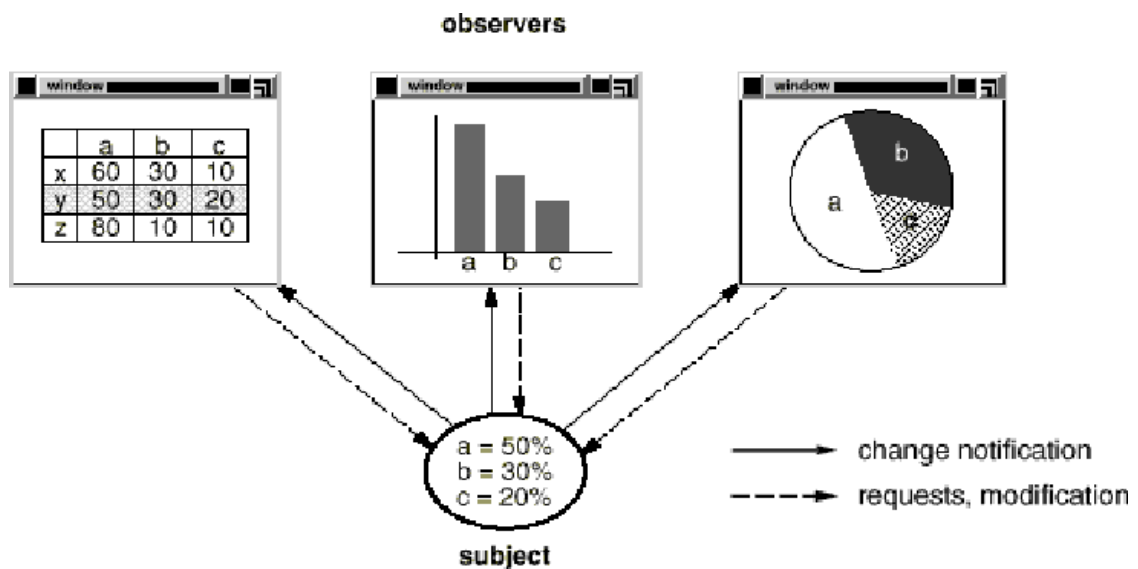 observers
window
window
window
a b c
x 60 30 10
y 50 30 20
z 80 10 10
a b c
a
b
c
a = 50%
b = 30%
c = 20%
subject
change notification
requests, modification